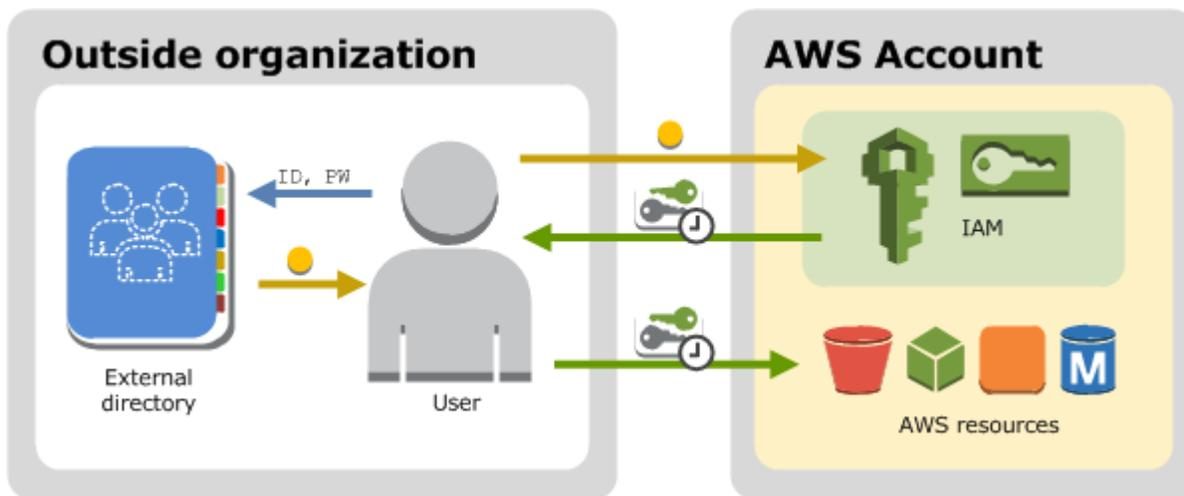 Outside organization
AWS Account
ID, PW
IAM
External
directory
User
M
AWS resources